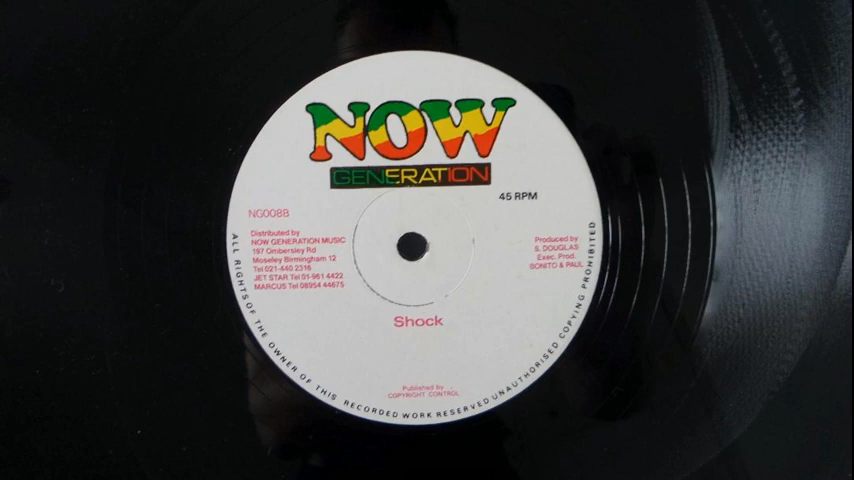 NOW
GENERATION
45 RPM
NG008B
Distributed by
NOW GENERATION MUSIC
197 Ombersley Rd
Moseley Birmingham 12
Tel 021-440 2316
JET STAR Tel 01-961 4422
MARCUS Tel 08954 44675
Produced by
S. DOUGLAS
Exec. Prod.
BONITO & PAUL
Shock
Published by
COPYRIGHT CONTROL
ALL RIGHTS OF THE OWNER OF THIS RECORDED WORK RESERVED UNAUTHORISED COPYING PROHIBITED